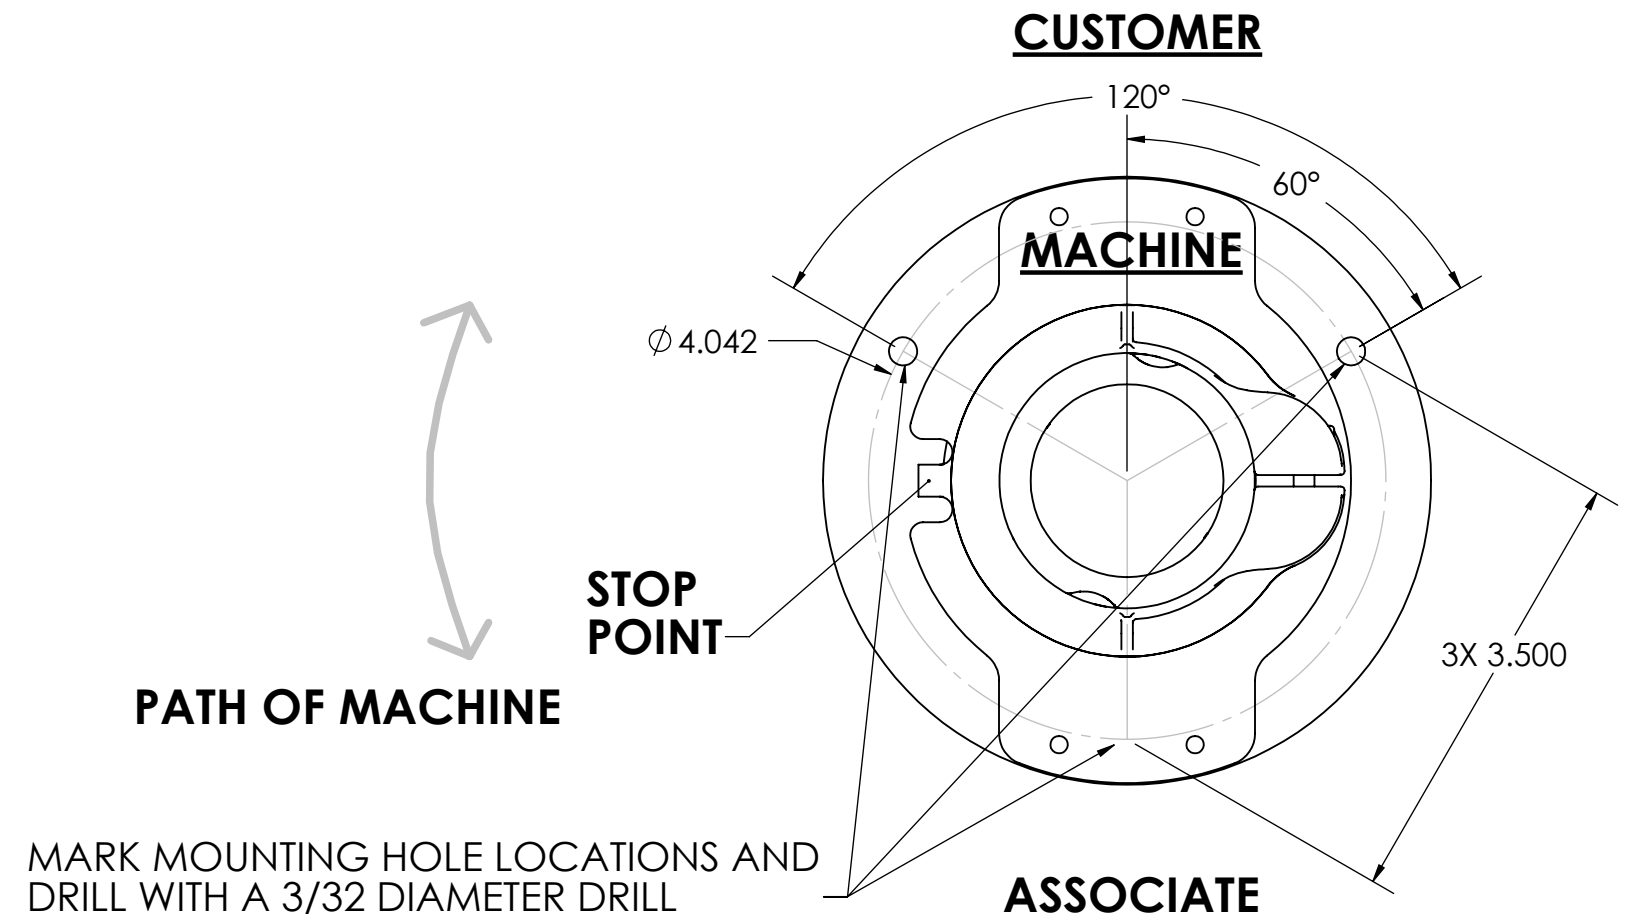 CUSTOMER
120°
60°
MACHINE
Ø 4.042
STOP
POINT
3X 3.500
PATH OF MACHINE
MARK MOUNTING HOLE LOCATIONS AND
DRILL WITH A 3/32 DIAMETER DRILL
ASSOCIATE